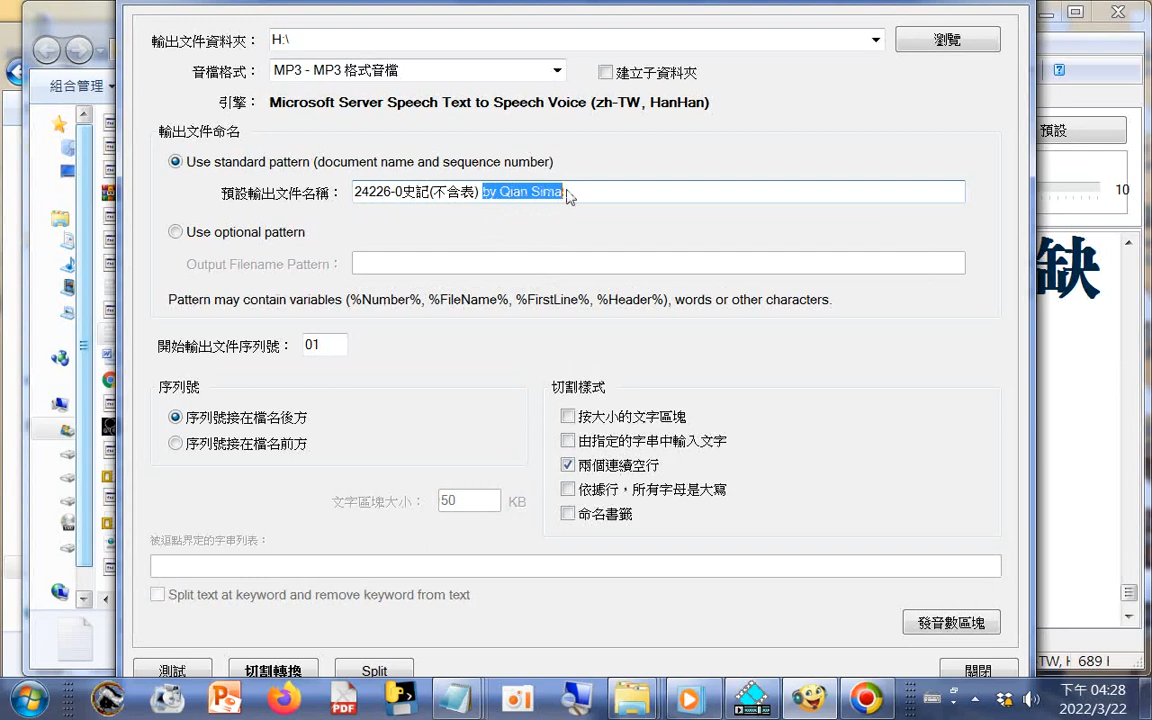 輸出文件資料夾：
H:\
瀏覽
音檔格式：
MP3 - MP3 格式音檔
建立子資料夾
引擎：
Microsoft Server Speech Text to Speech Voice (zh-TW, HanHan)
輸出文件命名
Use standard pattern (document name and sequence number)
預設輸出文件名稱：
24226-0史記(不含表) by Qian Sima
Use optional pattern
Output Filename Pattern：
Pattern may contain variables (%Number%, %FileName%, %FirstLine%, %Header%), words or other characters.
開始輸出文件序列號：
01
序列號
序列號接在檔名後方
序列號接在檔名前方
文字區塊大小：
50
KB
切割樣式
按大小的文字區塊
由指定的字串中輸入文字
兩個連續空行
依據行，所有字母是大寫
命名書籤
被逗點界定的字串列表：
Split text at keyword and remove keyword from text
發音數區塊
測試
切割轉換
Split
關閉
組合管理
預設
10
缺
689
下午 04:28
2022/3/22
PDF